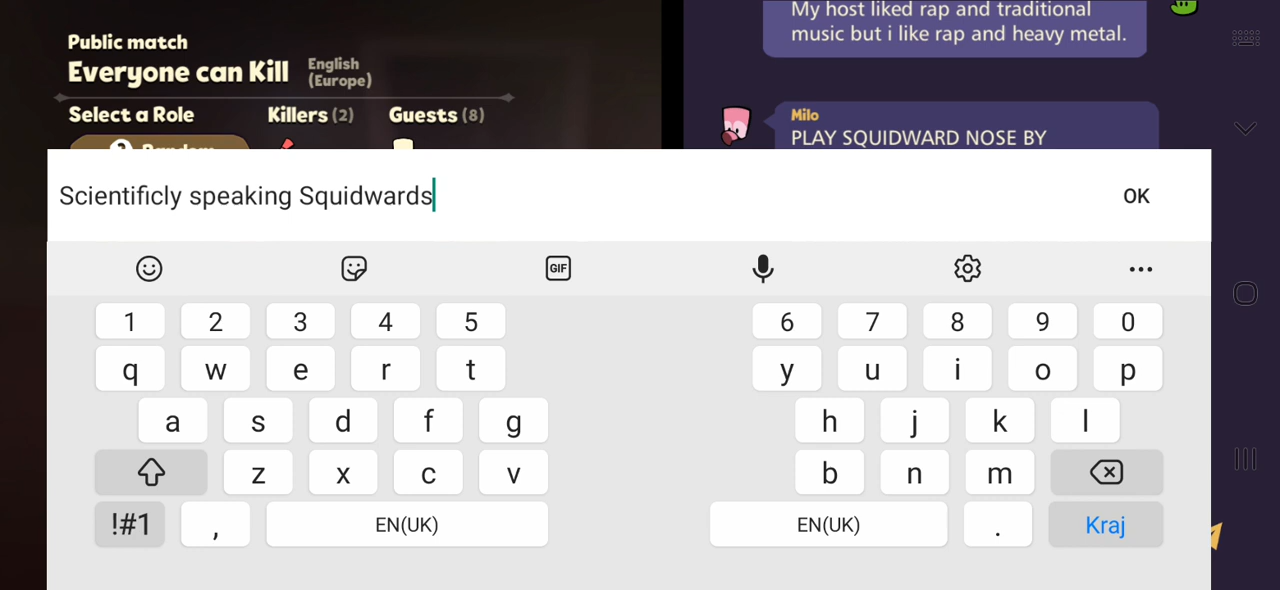 Public match
Everyone can Kill
English
(Europe)
Select a Role
Killers (2)
Guests (8)
Random
My host liked rap and traditional
music but i like rap and heavy metal.
Milo
PLAY SQUIDWARD NOSE BY
Scientificly speaking Squidwards
OK
GIF
1 2 3 4 5 6 7 8 9 0
q w e r t y u i o p
a s d f g h j k l
z x c v b n m
!#1 , EN(UK) EN(UK) . Kraj